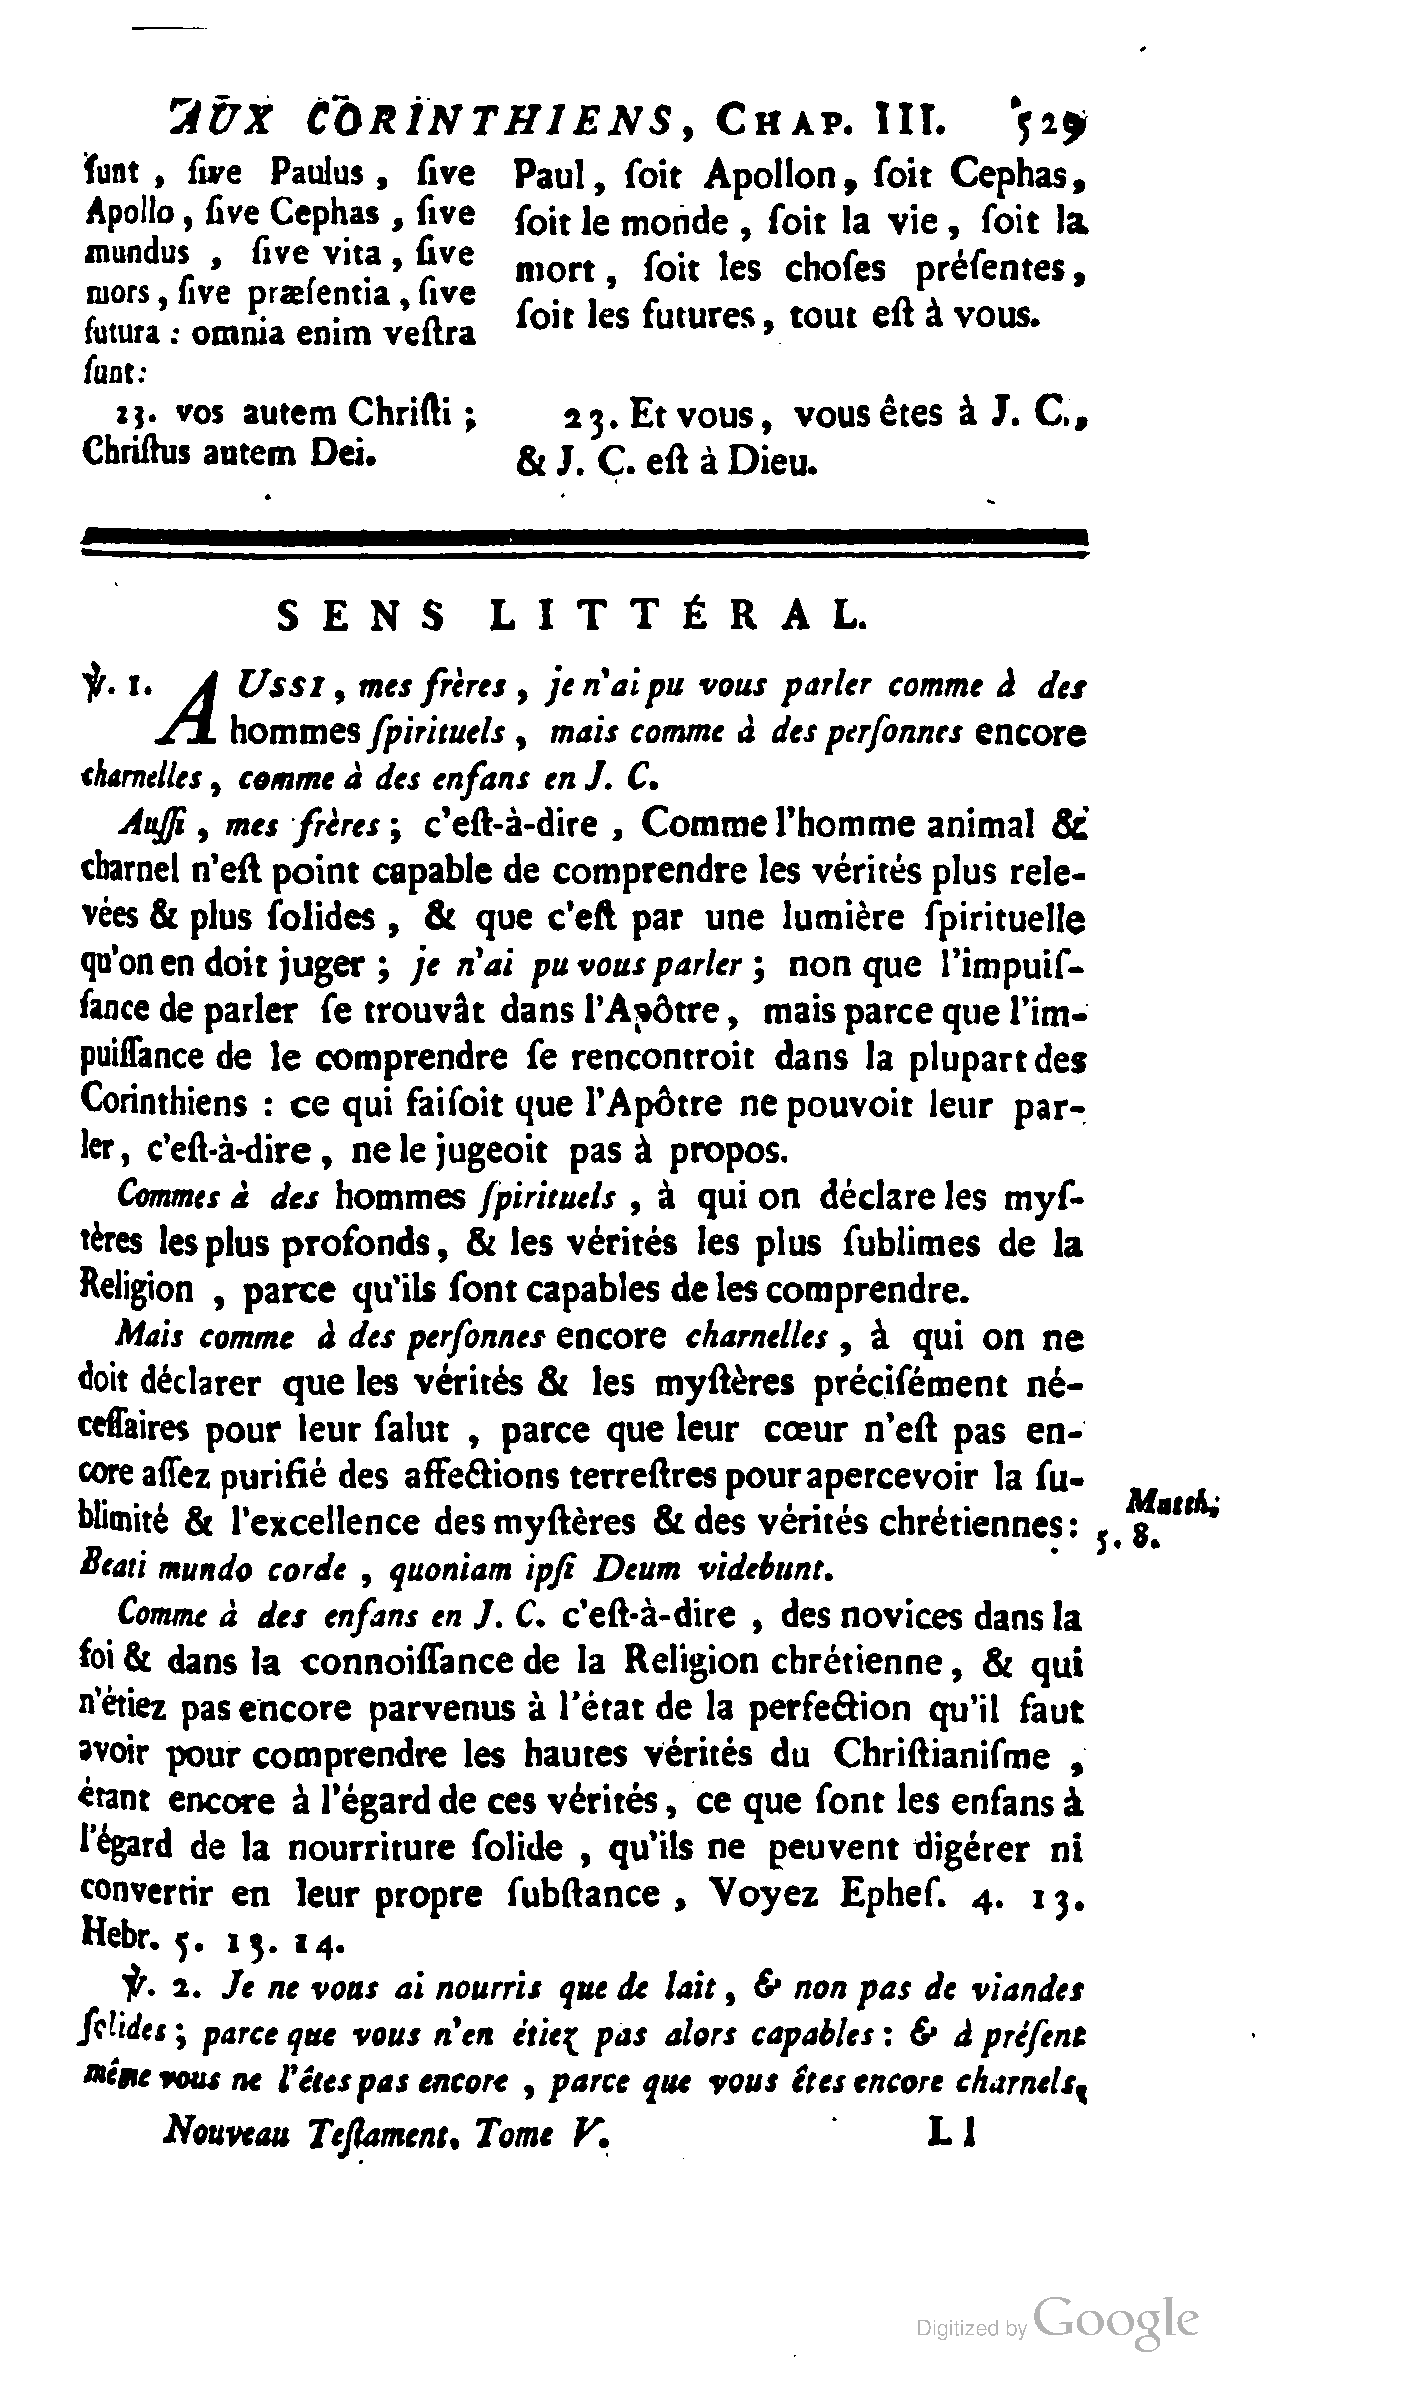 AUX CORINTHIENS, CHAP. III. 529
ſunt, ſive Paulus, ſive
Apollo, ſive Cephas, ſive
mundus, ſive vita, ſive
mors, ſive præſentia, ſive
futura : omnia enim veſtra
ſunt:
23. vos autem Chriſti ;
Chriſtus autem Dei.
Paul, ſoit Apollon, ſoit Cephas,
ſoit le monde, ſoit la vie, ſoit la
mort, ſoit les choſes préſentes,
ſoit les futures, tout eſt à vous.
23. Et vous, vous êtes à J. C.,
& J. C. eſt à Dieu.
SENS LITTÉRAL.
℣. 1. AUSSI, mes frères, je n'ai pu vous parler comme à des
hommes ſpirituels, mais comme à des perſonnes encore
charnelles, comme à des enfans en J. C.
Auſſi, mes frères ; c'eſt-à-dire, Comme l'homme animal &
charnel n'eſt point capable de comprendre les vérités plus rele-
vées & plus ſolides, & que c'eſt par une lumière ſpirituelle
qu'on en doit juger ; je n'ai pu vous parler ; non que l'impuiſ-
ſance de parler ſe trouvât dans l'Apôtre, mais parce que l'im-
puiſſance de le comprendre ſe rencontroit dans la plupart des
Corinthiens : ce qui faiſoit que l'Apôtre ne pouvoit leur par-
ler, c'eſt-à-dire, ne le jugeoit pas à propos.
Commes à des hommes ſpirituels, à qui on déclare les myſ-
tères les plus profonds, & les vérités les plus ſublimes de la
Religion, parce qu'ils ſont capables de les comprendre.
Mais comme à des perſonnes encore charnelles, à qui on ne
doit déclarer que les vérités & les myſtères préciſément né-
ceſſaires pour leur ſalut, parce que leur cœur n'eſt pas en-
core aſſez purifié des affections terreſtres pour apercevoir la ſu-
blimité & l'excellence des myſtères & des vérités chrétiennes :
Matth.
5. 8.
Beati mundo corde, quoniam ipſi Deum videbunt.
Comme à des enfans en J. C. c'eſt-à-dire, des novices dans la
foi & dans la connoiſſance de la Religion chrétienne, & qui
n'étiez pas encore parvenus à l'état de la perfection qu'il faut
avoir pour comprendre les hautes vérités du Chriſtianiſme,
étant encore à l'égard de ces vérités, ce que ſont les enfans à
l'égard de la nourriture ſolide, qu'ils ne peuvent digérer ni
convertir en leur propre ſubſtance, Voyez Epheſ. 4. 13.
Hebr. 5. 13. 14.
℣. 2. Je ne vous ai nourris que de lait, & non pas de viandes
ſolides ; parce que vous n'en étiez pas alors capables : & à préſent
même vous ne l'êtes pas encore, parce que vous êtes encore charnels,
Nouveau Teſtament. Tome V. Ll
Digitized by Google